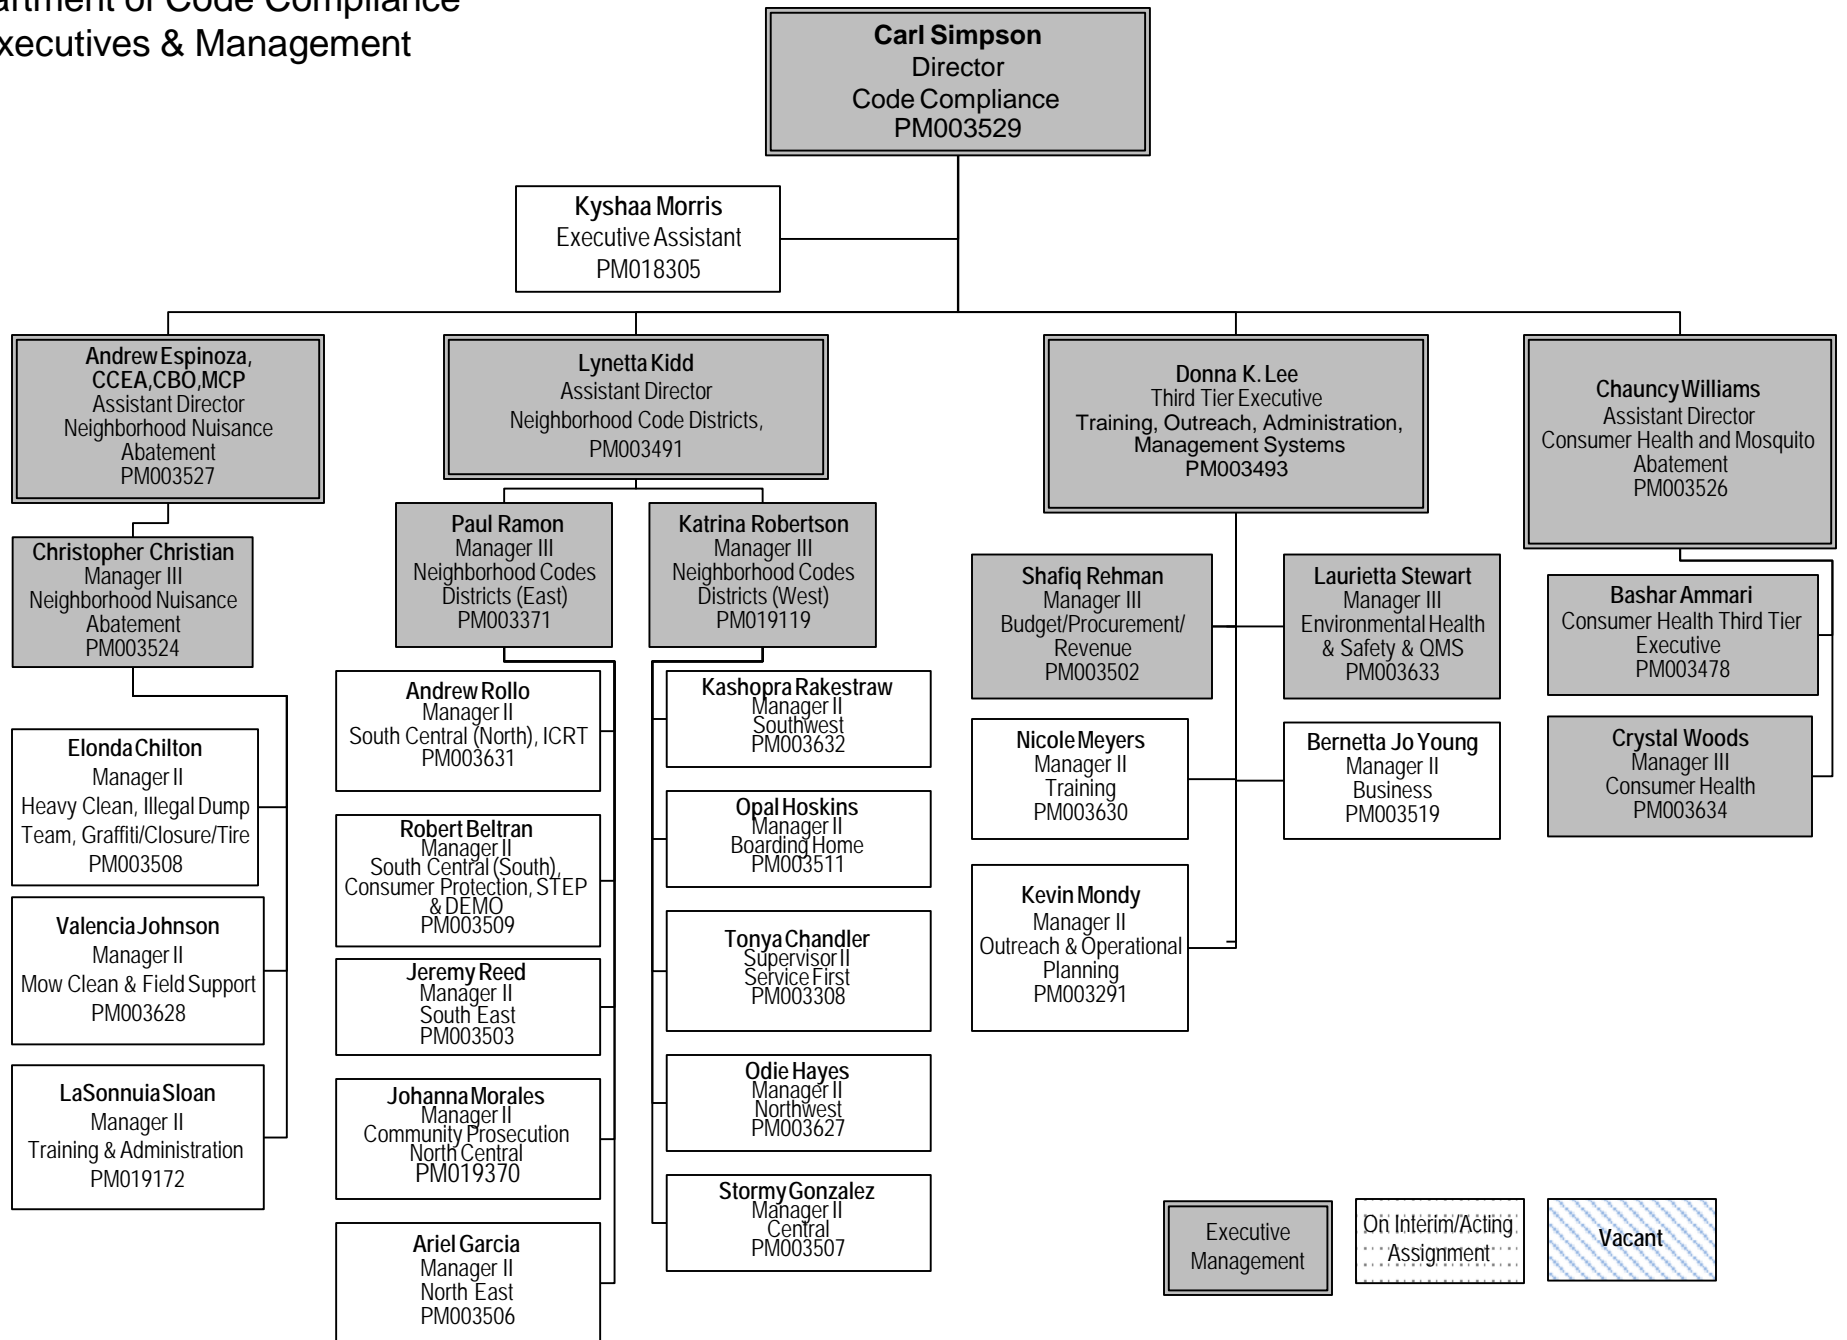 artment of Code Compliance
xecutives & Management
Carl Simpson
Director
Code Compliance
PM003529
Kyshaa Morris
Executive Assistant
PM018305
Andrew Espinoza,
CCEA,CBO,MCP
Assistant Director
Neighborhood Nuisance
Abatement
PM003527
Lynetta Kidd
Assistant Director
Neighborhood Code Districts,
PM003491
Donna K. Lee
Third Tier Executive
Training, Outreach, Administration,
Management Systems
PM003493
Chauncy Williams
Assistant Director
Consumer Health and Mosquito
Abatement
PM003526
Christopher Christian
Manager III
Neighborhood Nuisance
Abatement
PM003524
Elonda Chilton
Manager II
Heavy Clean, Illegal Dump
Team, Graffiti/Closure/Tire
PM003508
Valencia Johnson
Manager II
Mow Clean & Field Support
PM003628
LaSonnuia Sloan
Manager II
Training & Administration
PM019172
Paul Ramon
Manager III
Neighborhood Codes
Districts (East)
PM003371
Andrew Rollo
Manager II
South Central (North), ICRT
PM003631
Robert Beltran
Manager II
South Central (South),
Consumer Protection, STEP
& DEMO
PM003509
Jeremy Reed
Manager II
South East
PM003503
Johanna Morales
Manager II
Community Prosecution
North Central
PM019370
Ariel Garcia
Manager II
North East
PM003506
Katrina Robertson
Manager III
Neighborhood Codes
Districts (West)
PM019119
Kashopra Rakestraw
Manager II
Southwest
PM003632
Opal Hoskins
Manager II
Boarding Home
PM003511
Tonya Chandler
Supervisor II
Service First
PM003308
Odie Hayes
Manager II
Northwest
PM003627
Stormy Gonzalez
Manager II
Central
PM003507
Shafiq Rehman
Manager III
Budget/Procurement/
Revenue
PM003502
Laurietta Stewart
Manager III
Environmental Health
& Safety & QMS
PM003633
Nicole Meyers
Manager II
Training
PM003630
Bernetta Jo Young
Manager II
Business
PM003519
Kevin Mondy
Manager II
Outreach & Operational
Planning
PM003291
Bashar Ammari
Consumer Health Third Tier
Executive
PM003478
Crystal Woods
Manager III
Consumer Health
PM003634
Executive
Management
On Interim/Acting
Assignment
Vacant